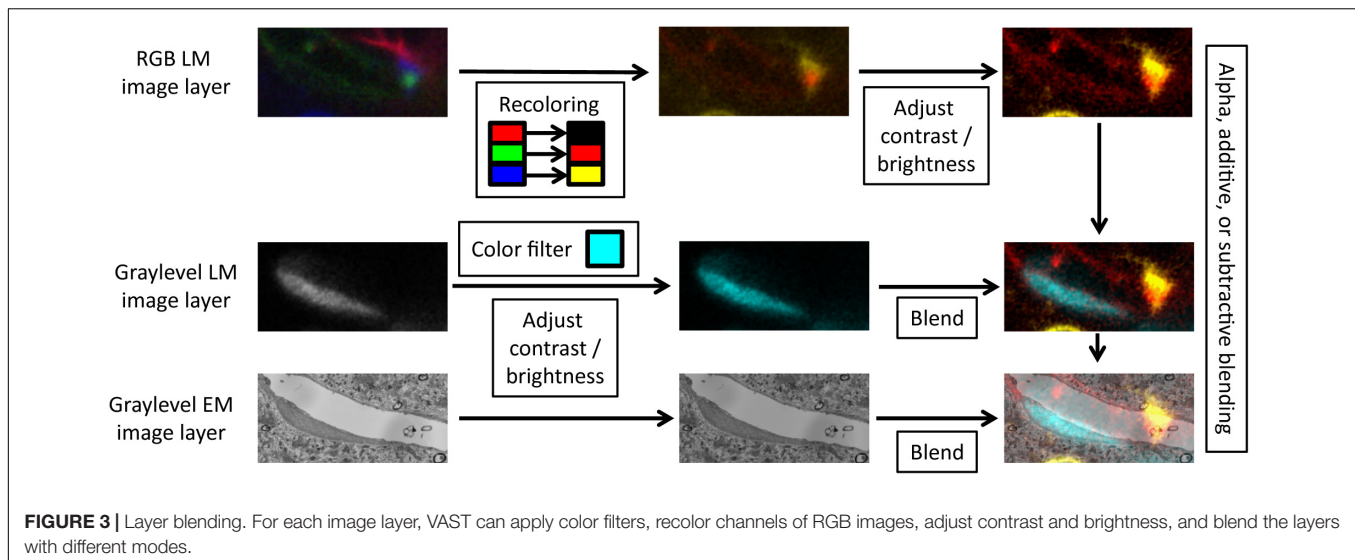 RGB LM
image layer
Recoloring
Adjust
contrast /
brightness
Graylevel LM
image layer
Color filter
Adjust
contrast /
brightness
Blend
Graylevel EM
image layer
Blend
Alpha, additive, or subtractive blending
FIGURE 3 | Layer blending. For each image layer, VAST can apply color filters, recolor channels of RGB images, adjust contrast and brightness, and blend the layers
with different modes.